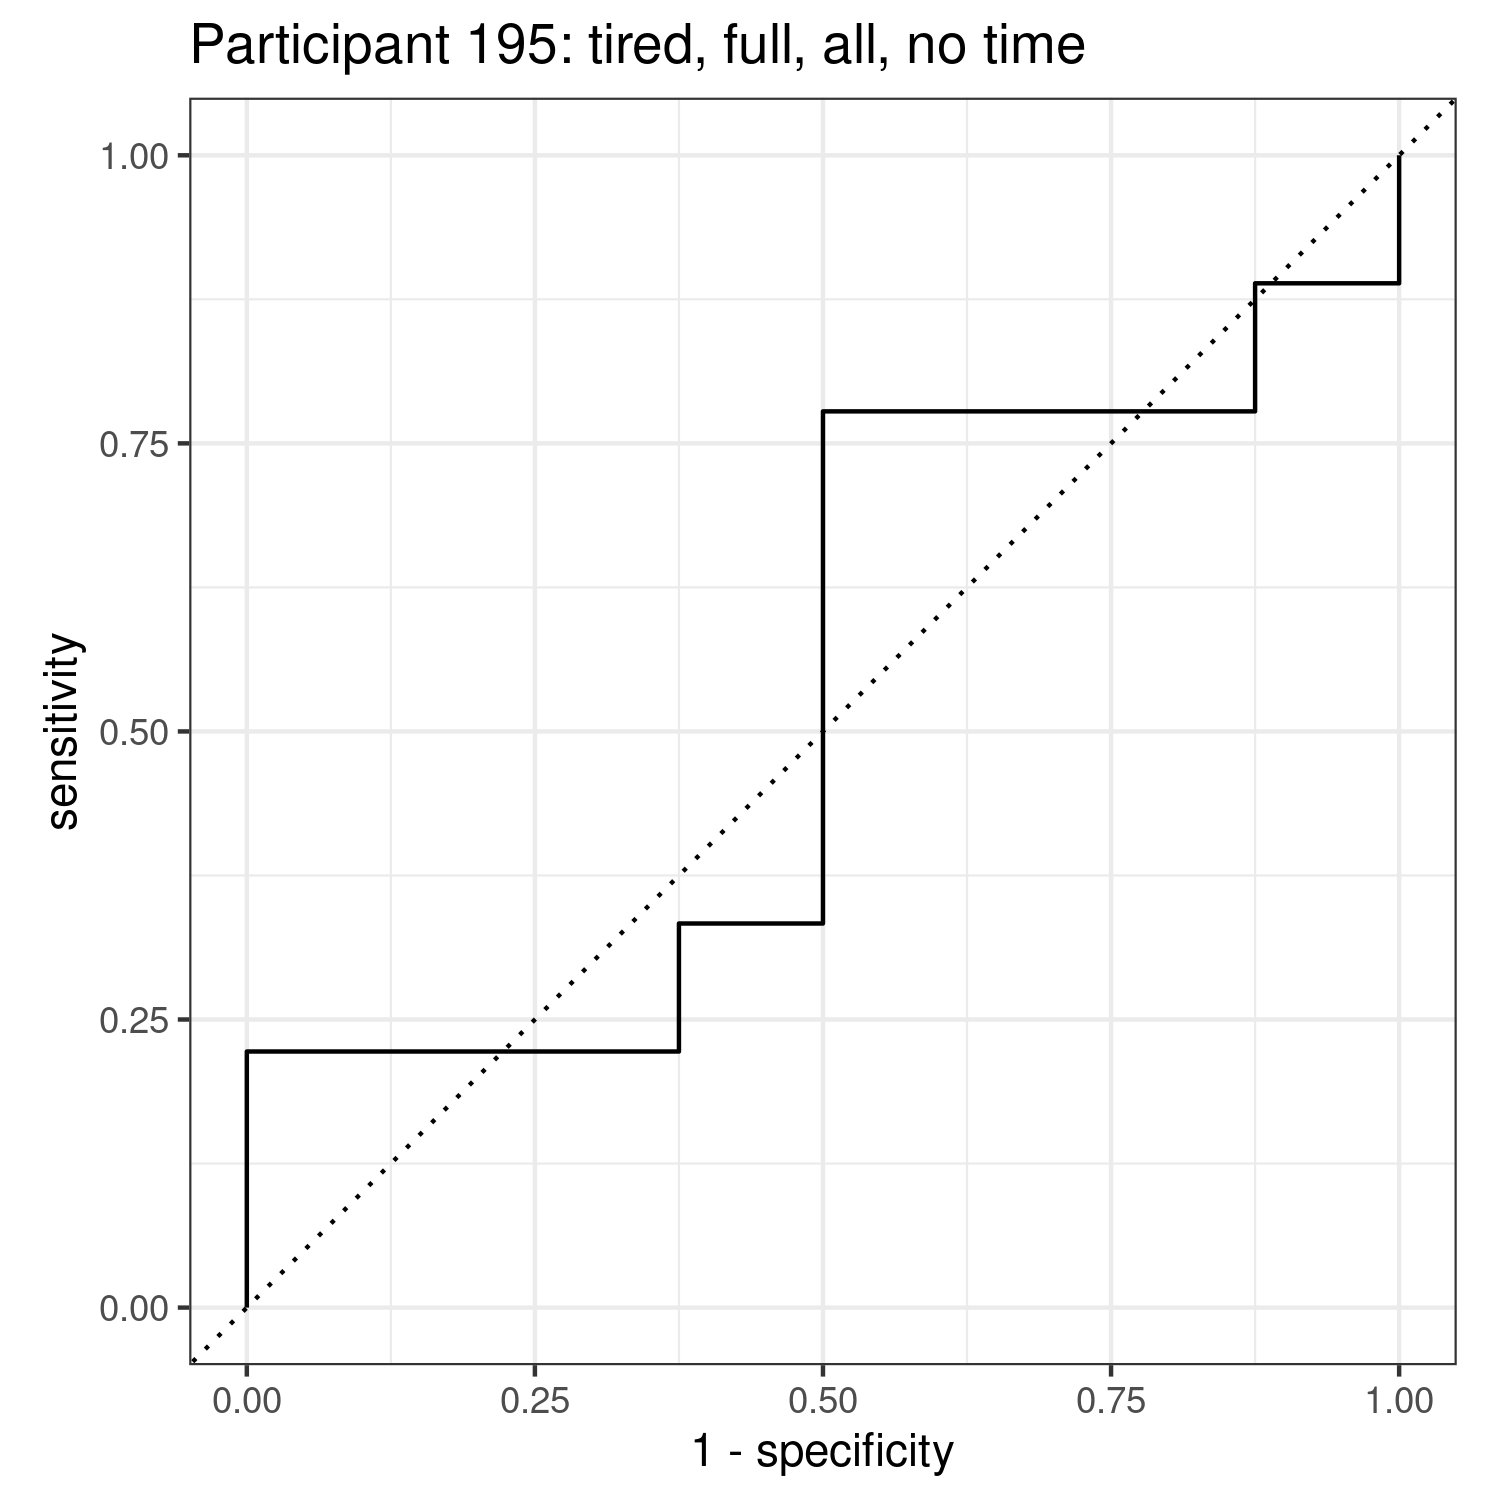 Participant 195: tired, full, all, no time
1.00
0.75
0.50
0.25
0.00
sensitivity
0.00 0.25 0.50 0.75 1.00
1 - specificity